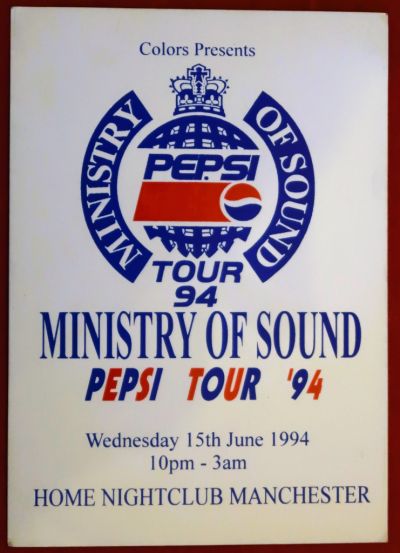 Colors Presents
MINISTRY OF SOUND
PEPSI
TOUR
94
MINISTRY OF SOUND
PEPSI TOUR '94
Wednesday 15th June 1994
10pm - 3am
HOME NIGHTCLUB MANCHESTER